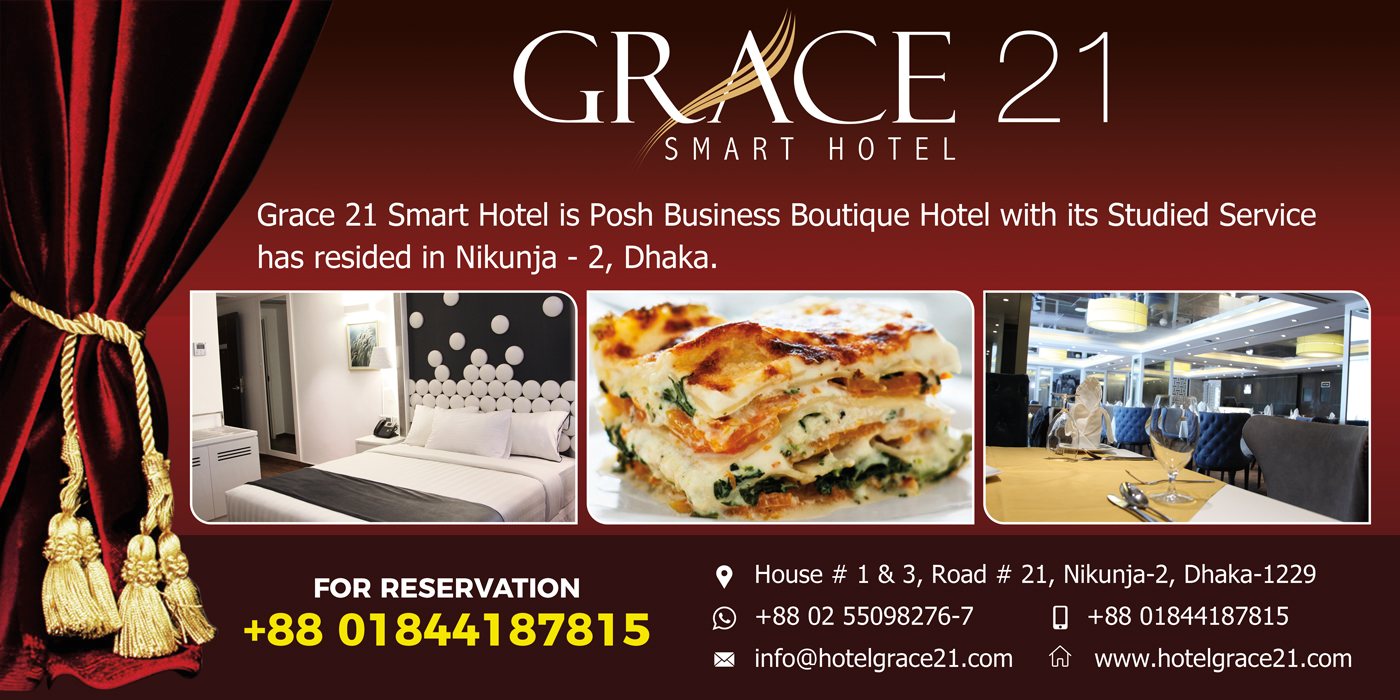 GRACE 21
SMART HOTEL
Grace 21 Smart Hotel is Posh Business Boutique Hotel with its Studied Service
has resided in Nikunja - 2, Dhaka.
FOR RESERVATION
+88 01844187815
House # 1 & 3, Road # 21, Nikunja-2, Dhaka-1229
+88 02 55098276-7
+88 01844187815
info@hotelgrace21.com
www.hotelgrace21.com